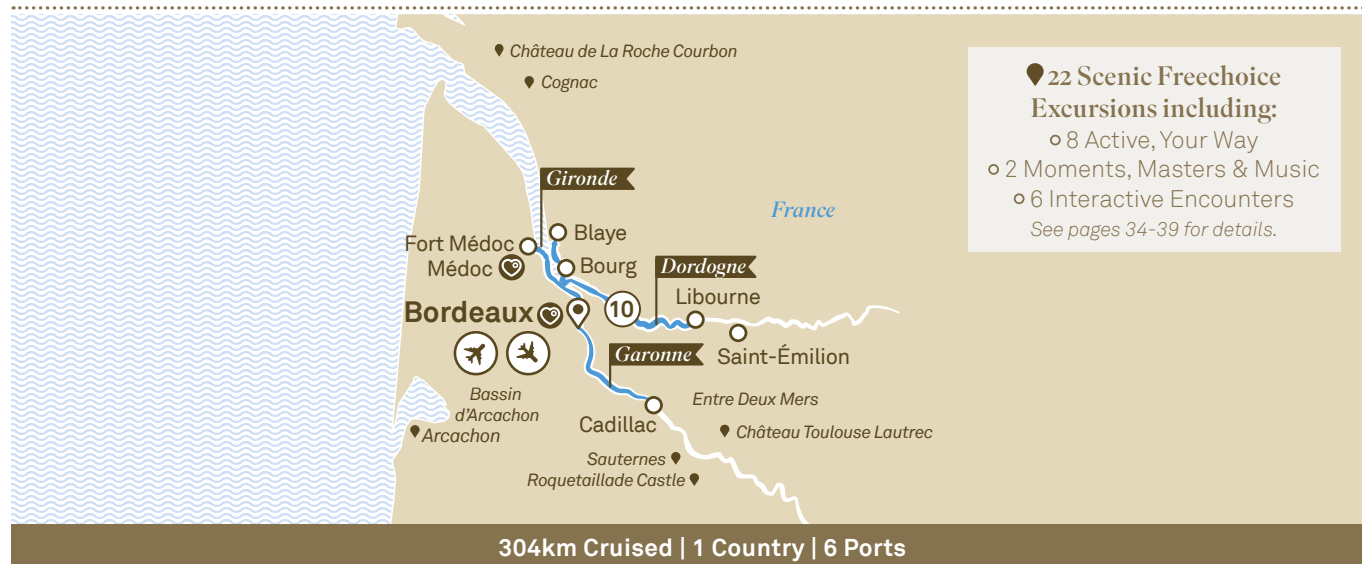 Château de La Roche Courbon
Cognac
22 Scenic Freechoice
Excursions including:
8 Active, Your Way
2 Moments, Masters & Music
6 Interactive Encounters
See pages 34-39 for details.
Gironde
France
Blaye
Fort Médoc
Médoc
Bourg
Dordogne
Libourne
Bordeaux
10
Saint-Émilion
Garonne
Bassin
d'Arcachon
Arcachon
Entre Deux Mers
Cadillac
Château Toulouse Lautrec
Sauternes
Roquetaillade Castle
304km Cruised | 1 Country | 6 Ports